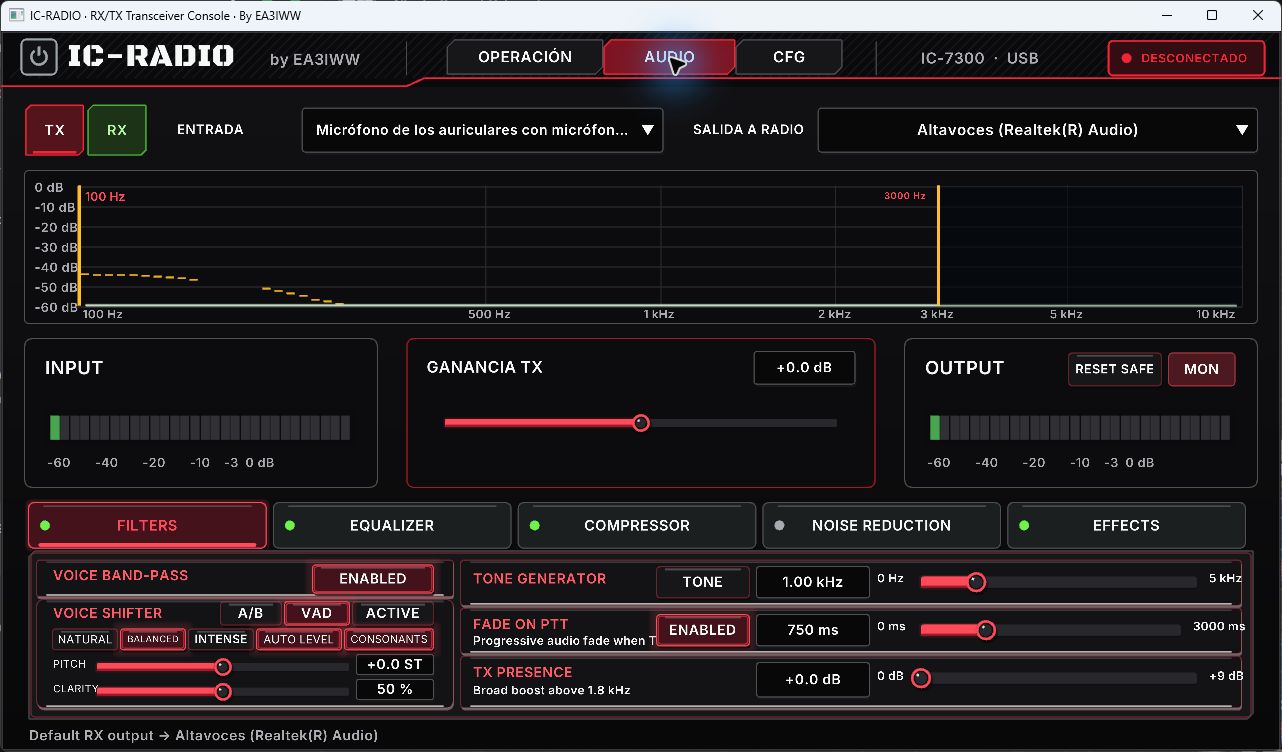 IC-RADIO · RX/TX Transceiver Console · By EA3IWW
IC-RADIO by EA3IWW OPERACIÓN AUDIO CFG IC-7300 · USB DESCONECTADO
TX RX ENTRADA Micrófono de los auriculares con micrófon... SALIDA A RADIO Altavoces (Realtek(R) Audio)
0 dB
100 Hz 3000 Hz
-10 dB
-20 dB
-30 dB
-40 dB
-50 dB
-60 dB
100 Hz 500 Hz 1 kHz 2 kHz 3 kHz 5 kHz 10 kHz
INPUT
-60 -40 -20 -10 -3 0 dB
GANANCIA TX +0.0 dB
OUTPUT RESET SAFE MON
-60 -40 -20 -10 -3 0 dB
FILTERS EQUALIZER COMPRESSOR NOISE REDUCTION EFFECTS
VOICE BAND-PASS ENABLED
VOICE SHIFTER A/B VAD ACTIVE
NATURAL BALANCED INTENSE AUTO LEVEL CONSONANTS
PITCH +0.0 ST
CLARITY 50 %
TONE GENERATOR TONE 1.00 kHz 0 Hz 5 kHz
FADE ON PTT ENABLED 750 ms 0 ms 3000 ms
Progressive audio fade when T
TX PRESENCE +0.0 dB 0 dB +9 dB
Broad boost above 1.8 kHz
Default RX output → Altavoces (Realtek(R) Audio)